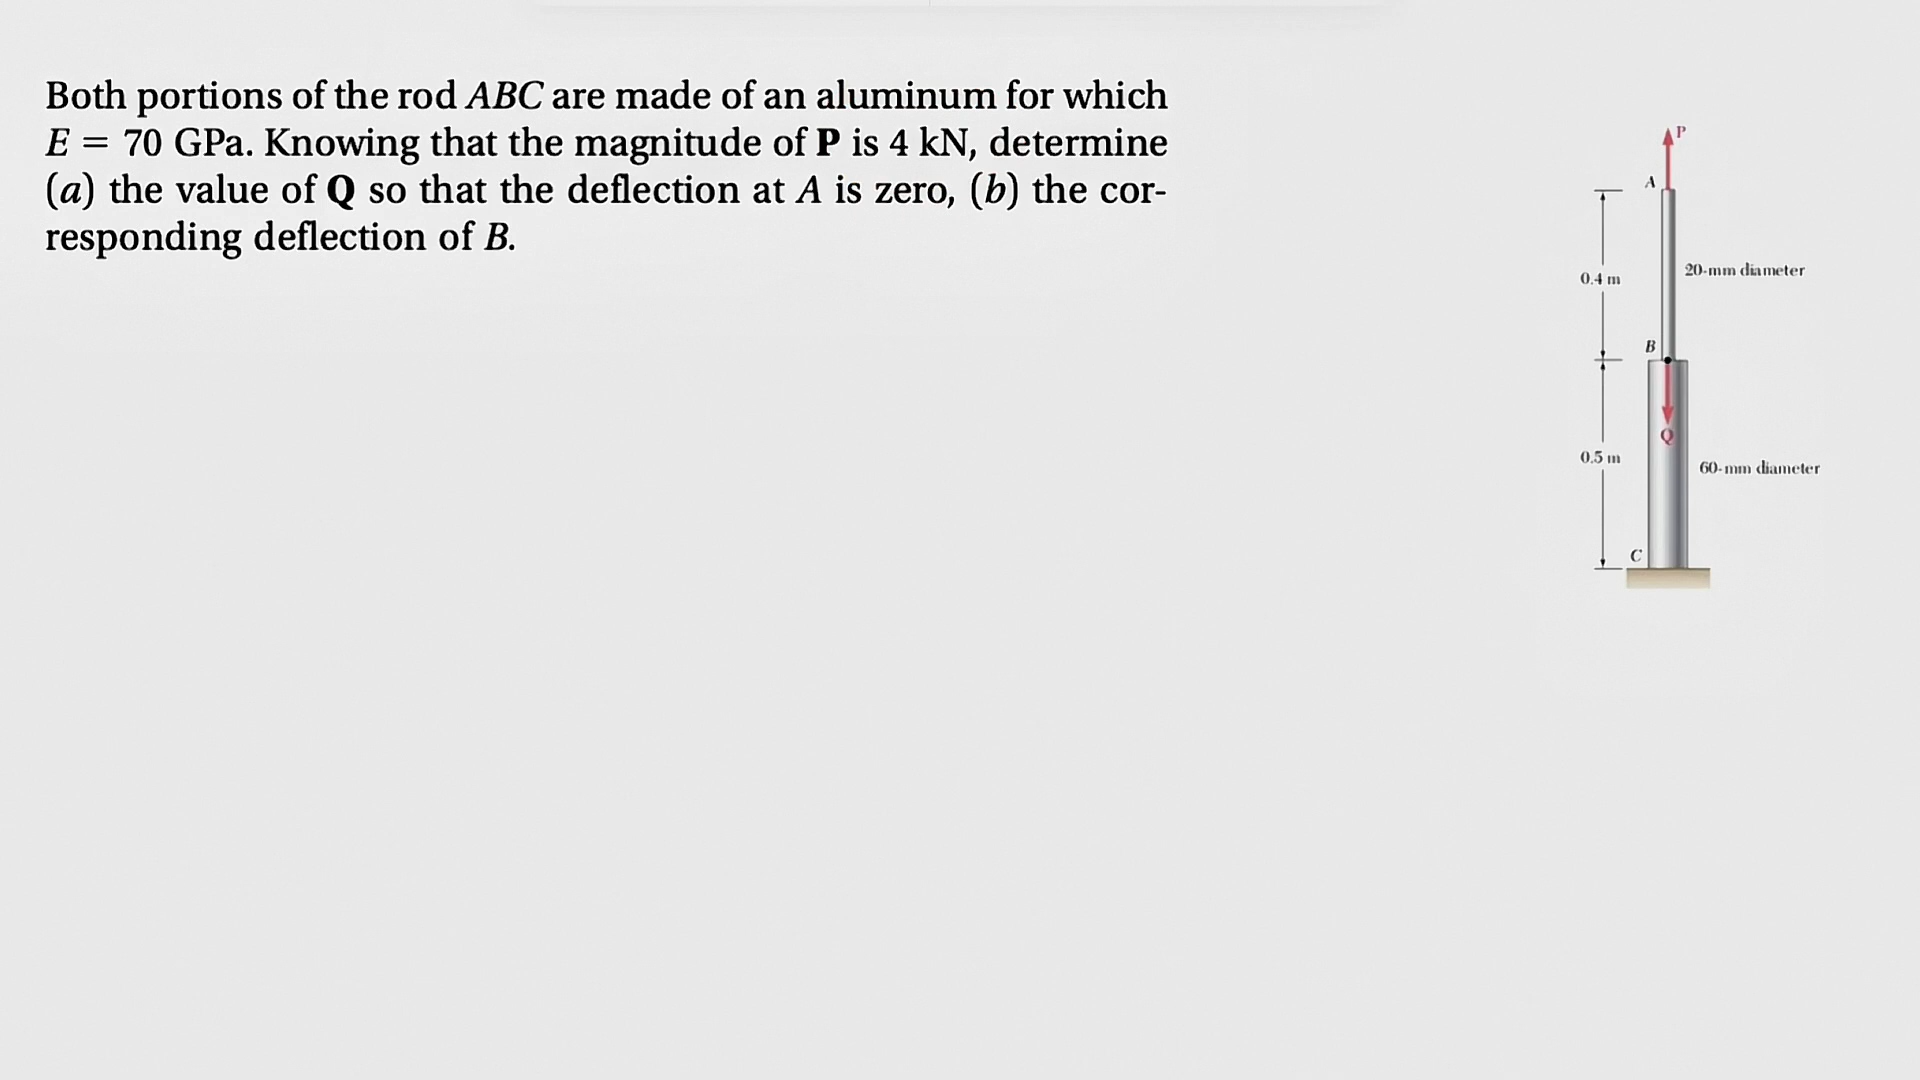 Both portions of the rod ABC are made of an aluminum for which
E = 70 GPa. Knowing that the magnitude of P is 4 kN, determine
(a) the value of Q so that the deflection at A is zero, (b) the cor-
responding deflection of B.
P
A
20-mm diameter
0.4 m
B
Q
0.5 m
60-mm diameter
C